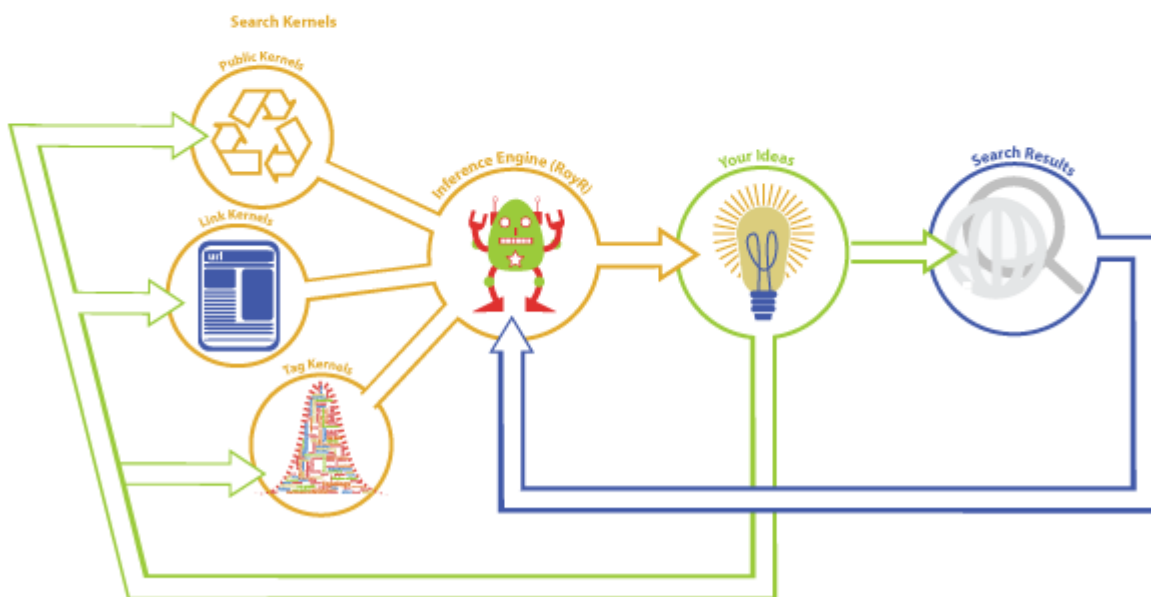 Search Kernels
Public Kernels
Link Kernels
url
Tag Kernels
Inference Engine (RoyR)
Your Ideas
Search Results